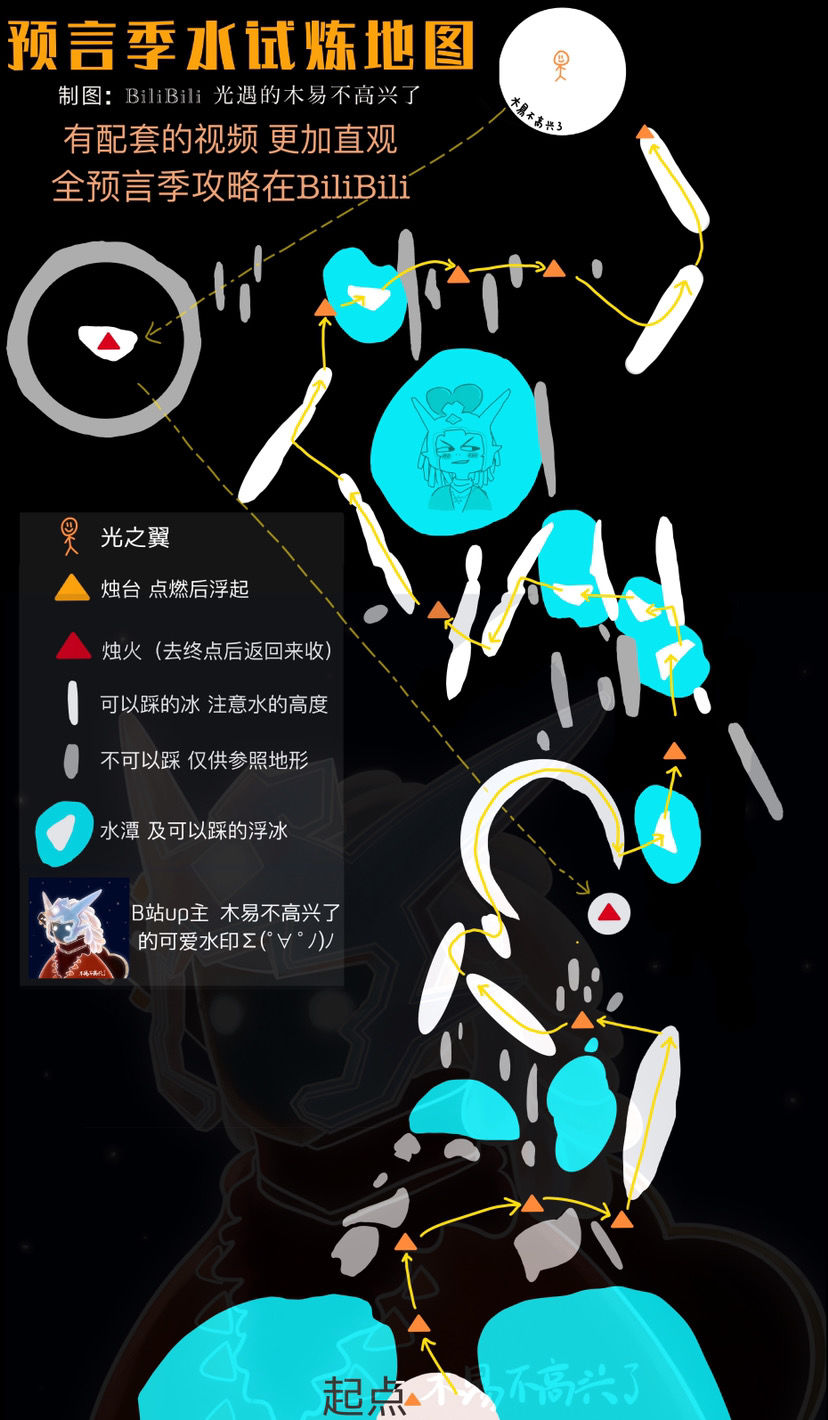 预言季水试炼地图
制图：BiliBili 光遇的木易不高兴了
有配套的视频 更加直观
全预言季攻略在BiliBili
木易不高兴了
光之翼
烛台 点燃后浮起
烛火（去终点后返回来收）
可以踩的冰 注意水的高度
不可以踩 仅供参照地形
水潭 及可以踩的浮冰
B站up主 木易不高兴了
的可爱水印Σ(ﾟ∀ﾟﾉ)ﾉ
木易不高兴了
起点
木易不高兴了